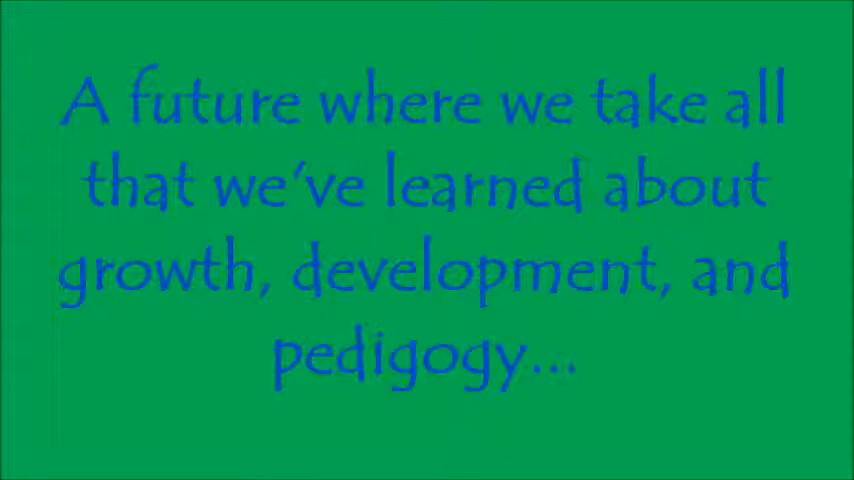 A future where we take all
that we've learned about
growth, development, and
pedigogy...